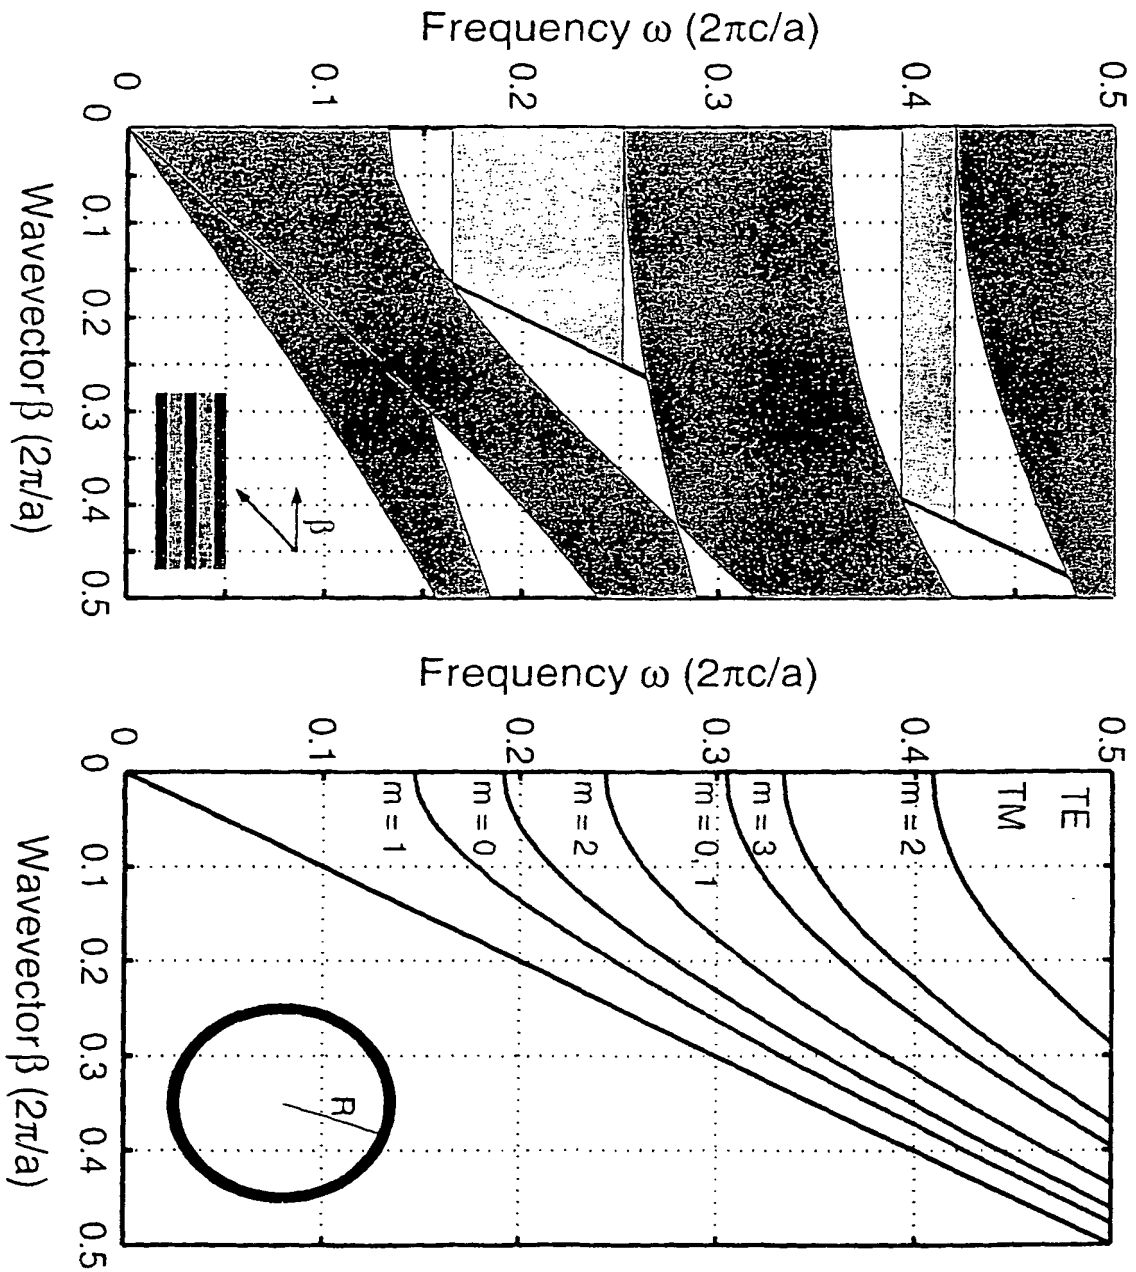 Frequency ω (2πc/a)
0 0.1 0.2 0.3 0.4 0.5
0 0.1 0.2 0.3 0.4 0.5
β
Wavevectorβ (2π/a)
Frequency ω (2πc/a)
0 0.1 0.2 0.3 0.4 0.5
TE
TM
m = 2
m = 3
m = 0,1
m = 2
m = 0
m = 1
R
0 0.1 0.2 0.3 0.4 0.5
Wavevectorβ (2π/a)